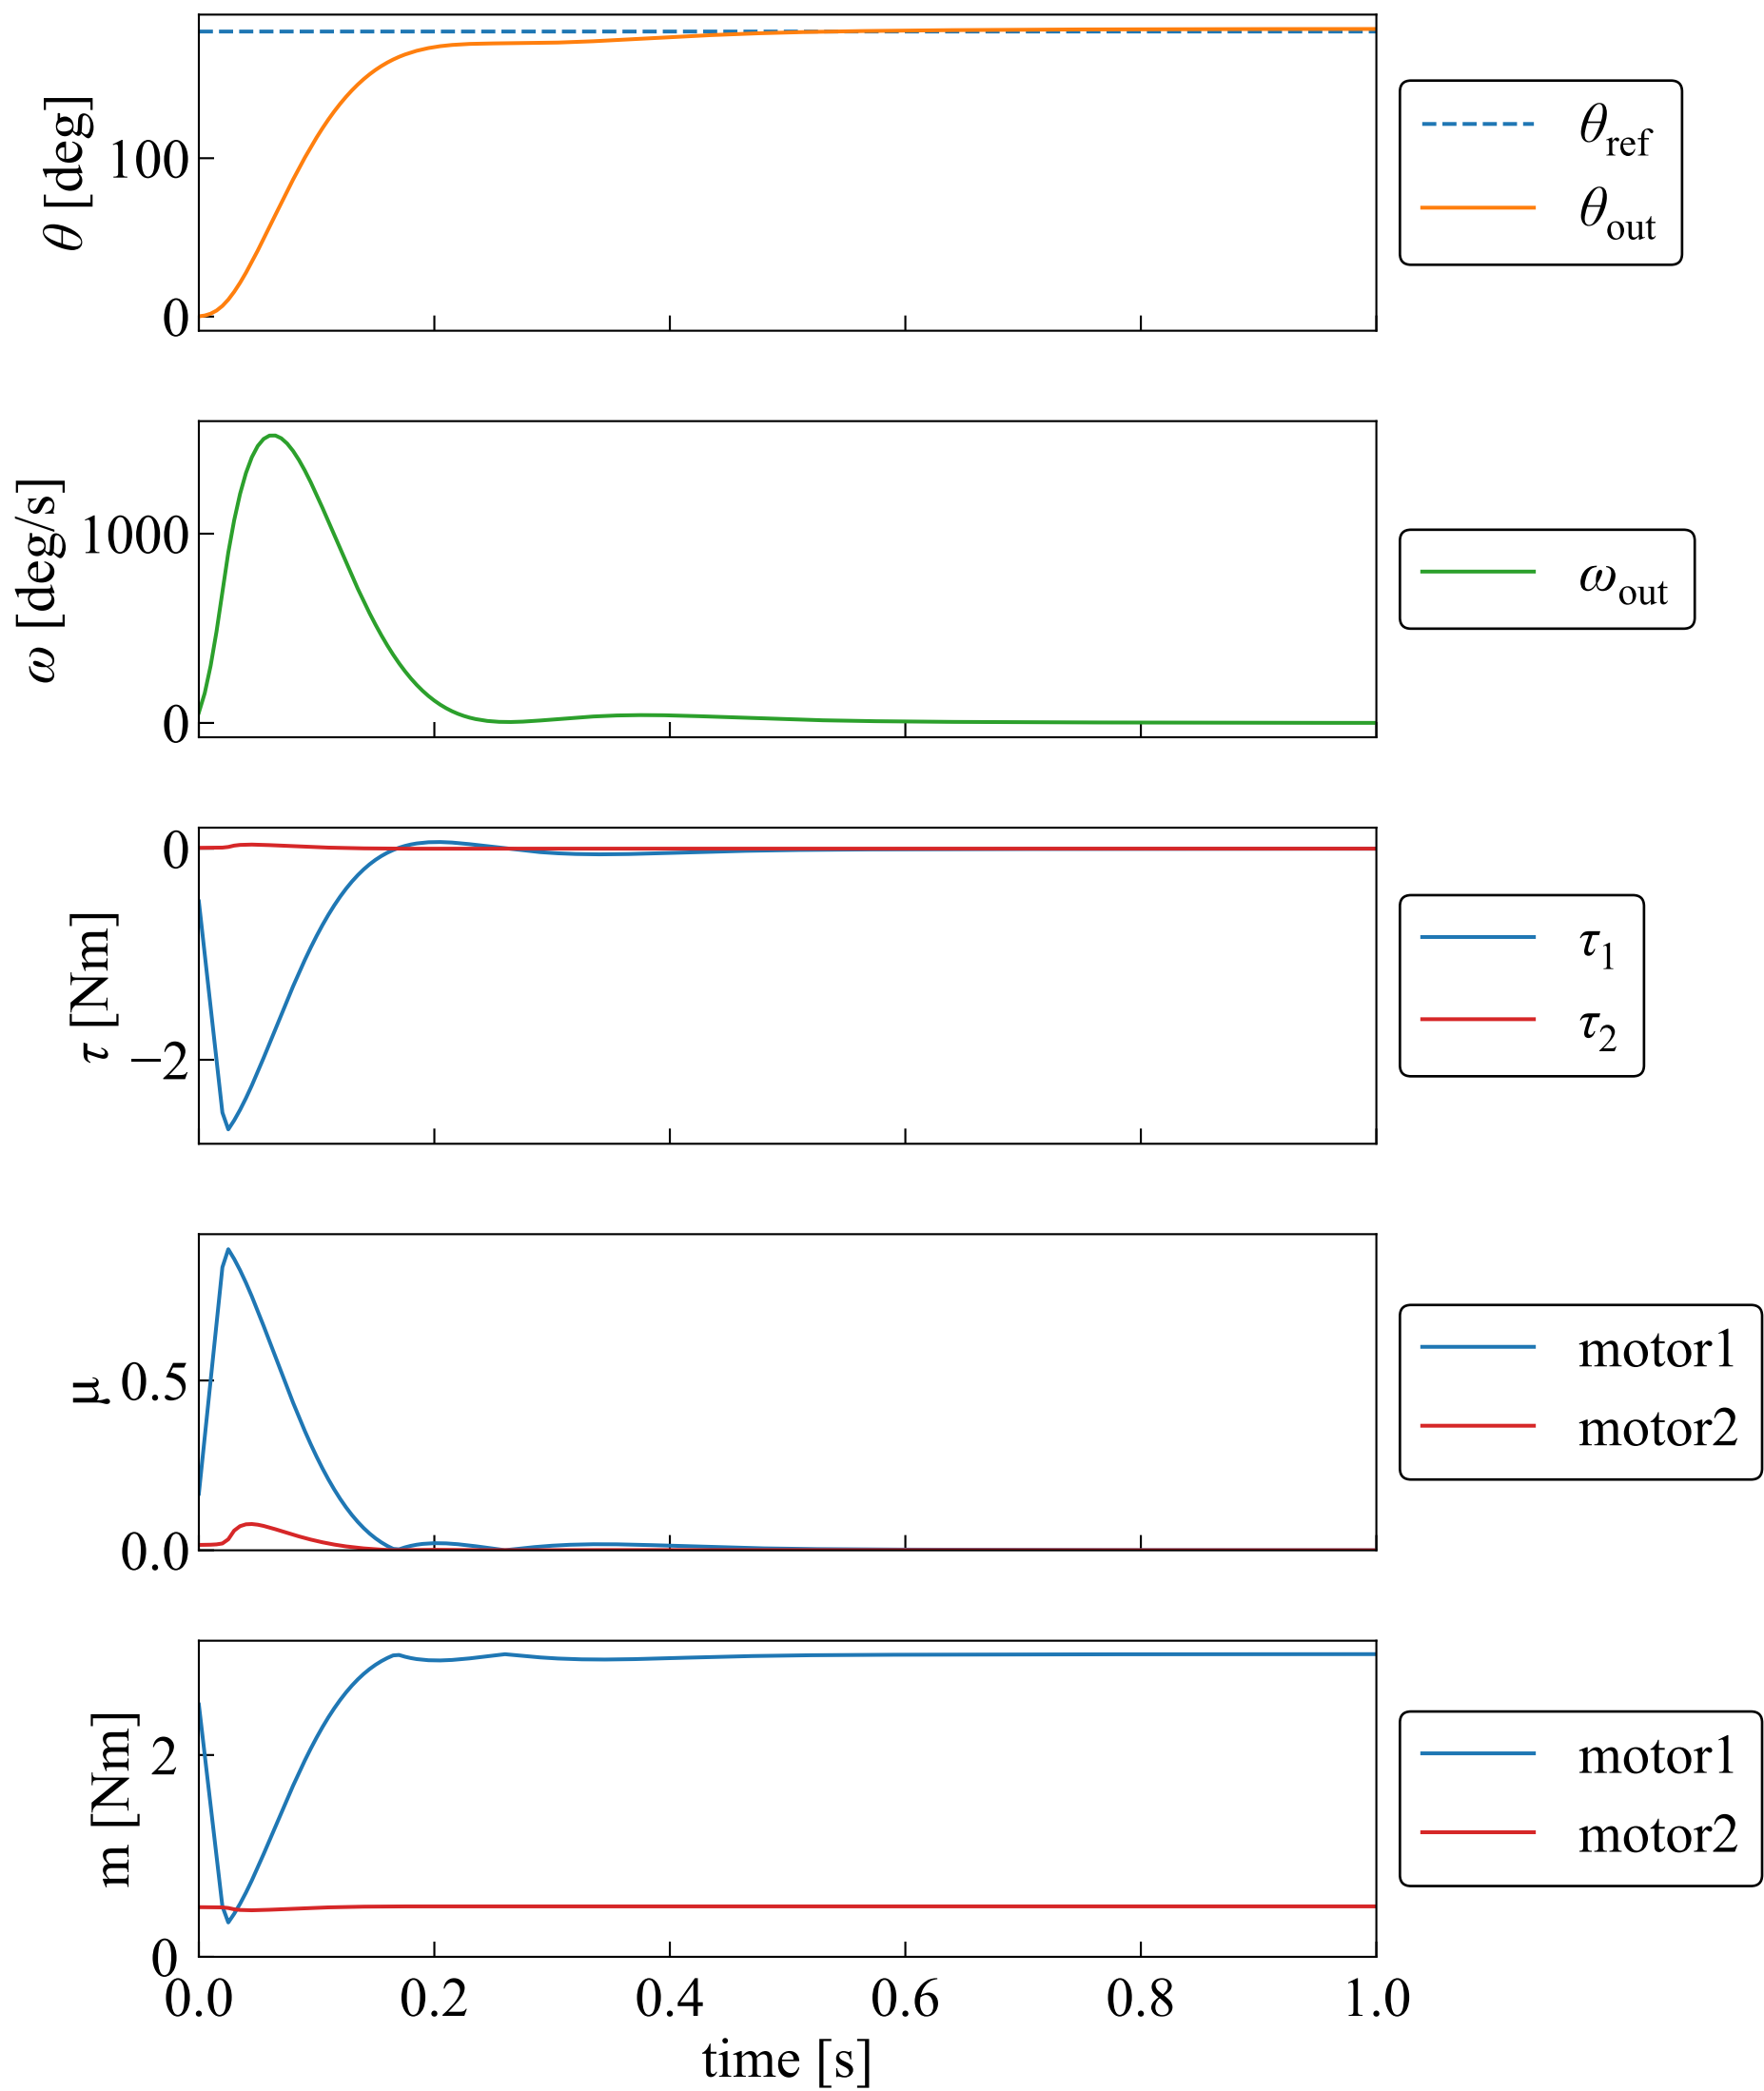 θ [deg]
100
0
θref
θout
ω [deg/s]
1000
0
ωout
τ [Nm]
0
−2
τ1
τ2
μ
0.5
0.0
motor1
motor2
m [Nm]
2
0
motor1
motor2
0.0 0.2 0.4 0.6 0.8 1.0
time [s]